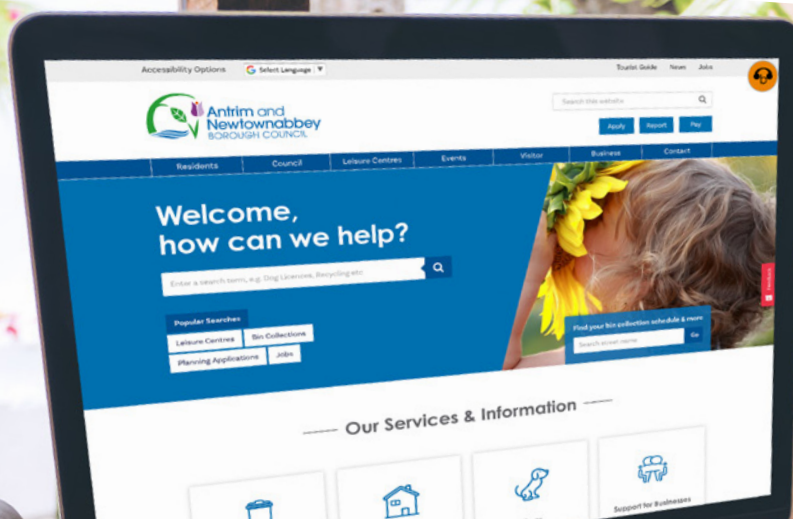 Accessibility Options
Select Language
Tourist Guide
News
Jobs
Antrim and
Newtownabbey
BOROUGH COUNCIL
Search this website
Apply
Report
Pay
Residents
Council
Leisure Centres
Events
Visitor
Business
Contact
Welcome,
how can we help?
Enter a search term, e.g. Dog Licences, Recycling etc
Popular Searches
Leisure Centres
Bin Collections
Planning Applications
Jobs
Feedback
Find your bin collection schedule & more
Search street name
Go
Our Services & Information
Support for Businesses